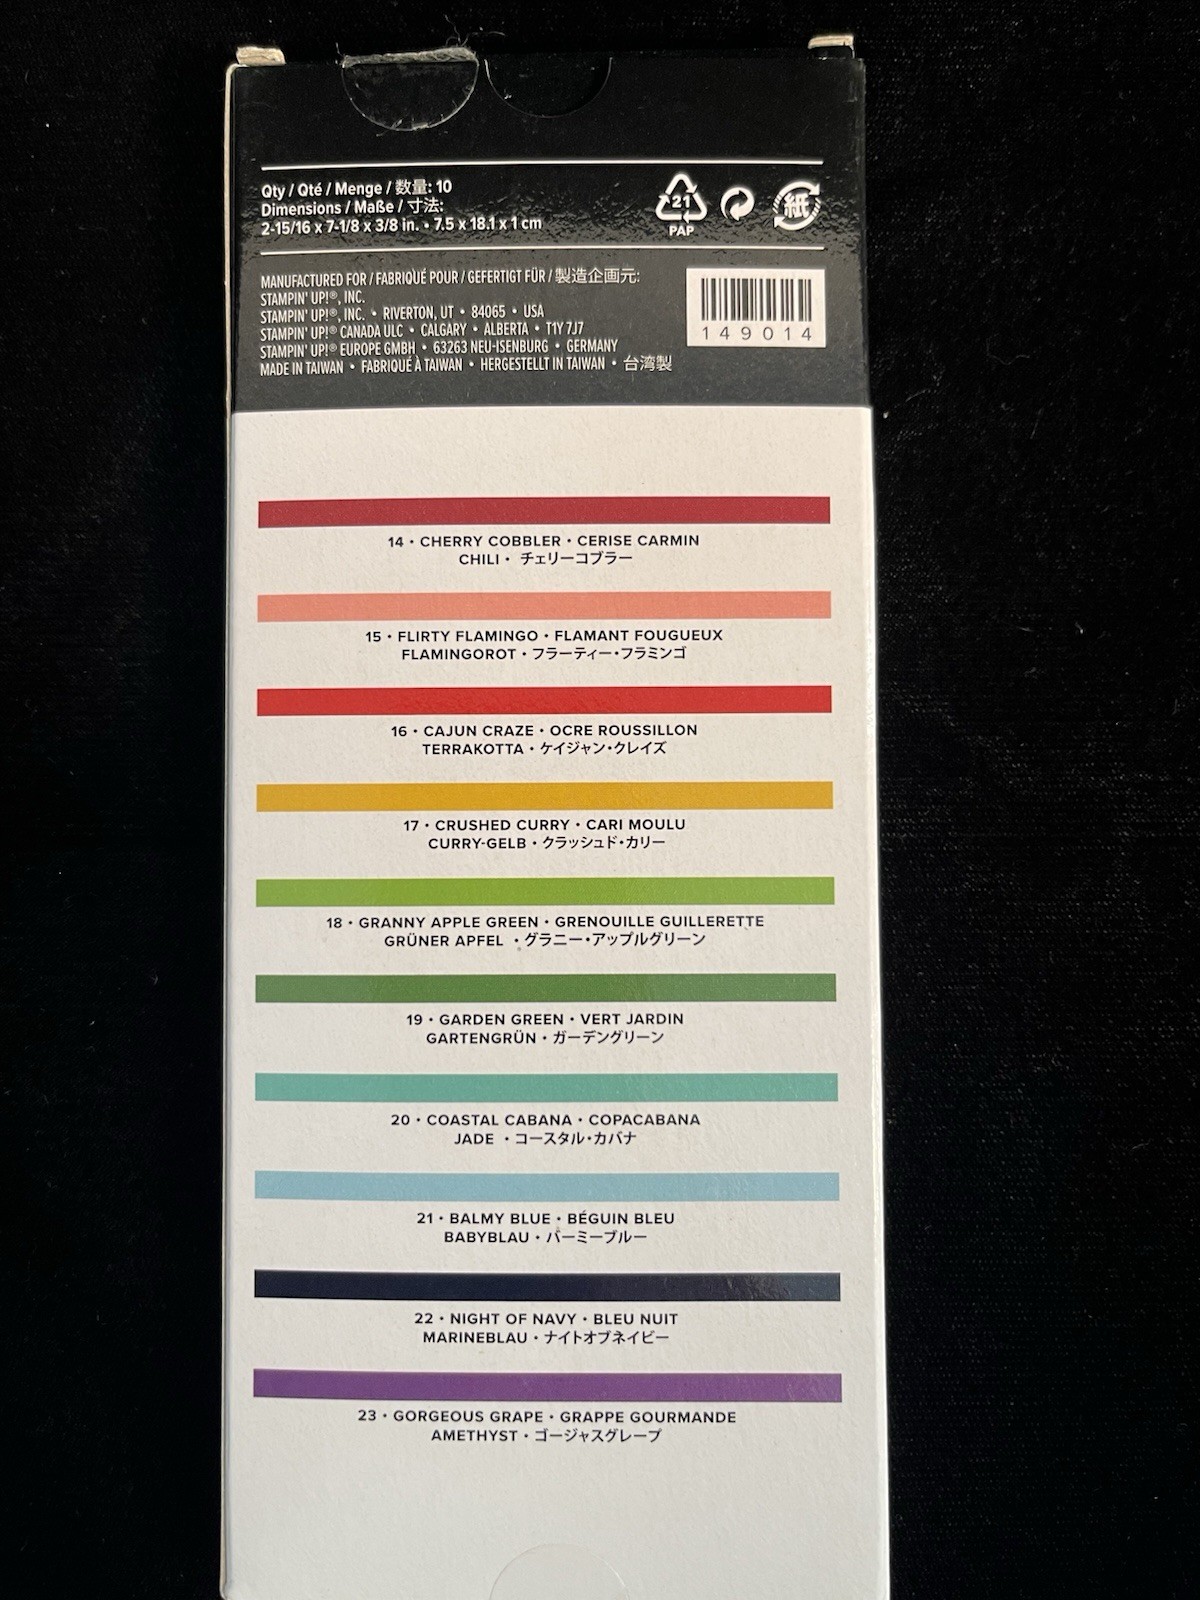 Qty / Qté / Menge / 数量: 10
Dimensions / Maße / 寸法:
2-15/16 x 7-1/8 x 3/8 in. • 7.5 x 18.1 x 1 cm
21
PAP
紙
MANUFACTURED FOR / FABRIQUÉ POUR / GEFERTIGT FÜR / 製造企画元:
STAMPIN' UP!®, INC.
STAMPIN' UP!®, INC. • RIVERTON, UT • 84065 • USA
STAMPIN' UP!® CANADA ULC • CALGARY • ALBERTA • T1Y 7J7
STAMPIN' UP!® EUROPE GMBH • 63263 NEU-ISENBURG • GERMANY
MADE IN TAIWAN • FABRIQUÉ À TAIWAN • HERGESTELLT IN TAIWAN • 台湾製
149014
14 • CHERRY COBBLER • CERISE CARMIN
CHILI • チェリーコブラー
15 • FLIRTY FLAMINGO • FLAMANT FOUGUEUX
FLAMINGOROT • フラーティー・フラミンゴ
16 • CAJUN CRAZE • OCRE ROUSSILLON
TERRAKOTTA • ケイジャン・クレイズ
17 • CRUSHED CURRY • CARI MOULU
CURRY-GELB • クラッシュド・カリー
18 • GRANNY APPLE GREEN • GRENOUILLE GUILLERETTE
GRÜNER APFEL • グラニー・アップルグリーン
19 • GARDEN GREEN • VERT JARDIN
GARTENGRÜN • ガーデングリーン
20 • COASTAL CABANA • COPACABANA
JADE • コースタル・カバナ
21 • BALMY BLUE • BÉGUIN BLEU
BABYBLAU • バーミーブルー
22 • NIGHT OF NAVY • BLEU NUIT
MARINEBLAU • ナイトオブネイビー
23 • GORGEOUS GRAPE • GRAPPE GOURMANDE
AMETHYST • ゴージャスグレープ